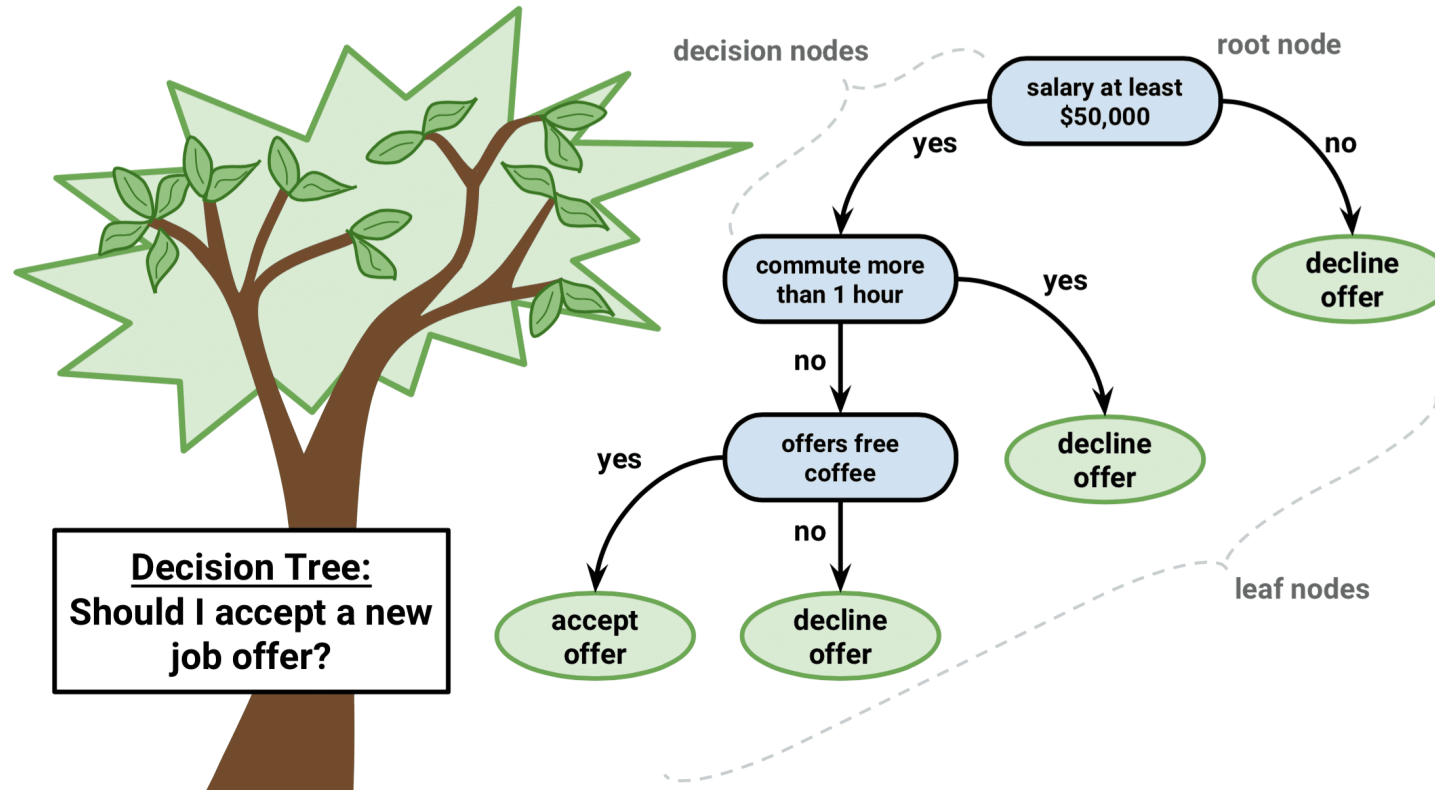 decision nodes
root node
salary at least
$50,000
yes
no
commute more
than 1 hour
yes
decline
offer
no
offers free
coffee
decline
offer
yes
no
accept
offer
decline
offer
leaf nodes
Decision Tree:
Should I accept a new
job offer?